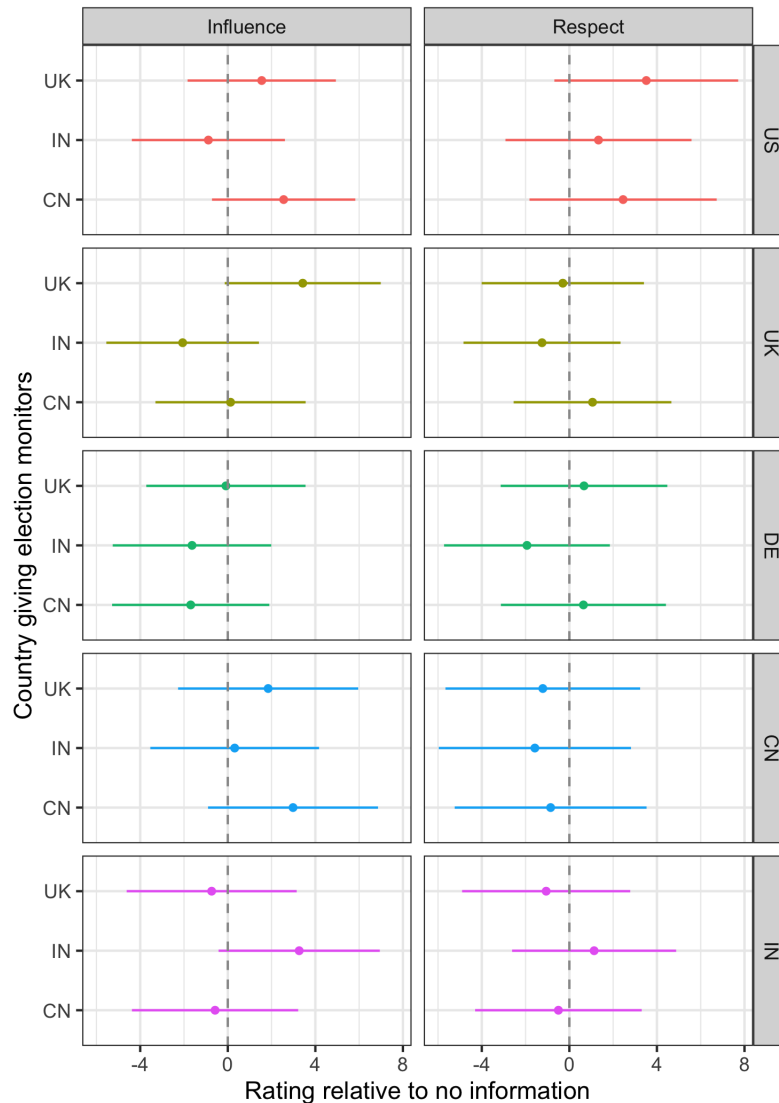 Influence
Respect
UK
IN
CN
US
UK
IN
CN
UK
UK
IN
CN
DE
UK
IN
CN
CN
UK
IN
CN
IN
Country giving election monitors
-4
0
4
8
-4
0
4
8
Rating relative to no information